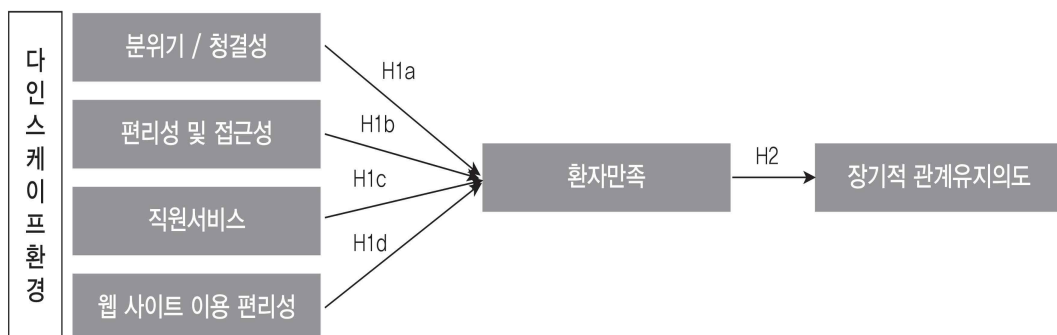 다인스케이프환경
분위기 / 청결성
편리성 및 접근성
직원서비스
웹 사이트 이용 편리성
H1a
H1b
H1c
H1d
환자만족
H2
장기적 관계유지의도